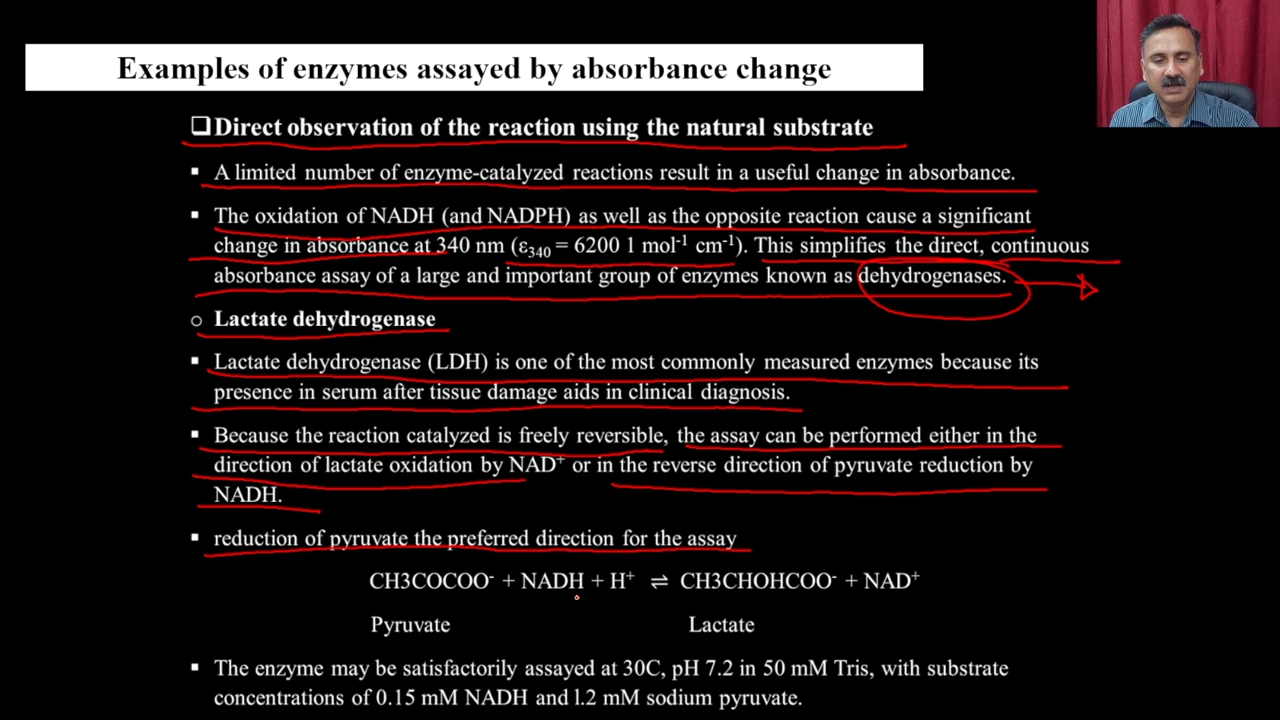 Examples of enzymes assayed by absorbance change
❑Direct observation of the reaction using the natural substrate
▪ A limited number of enzyme-catalyzed reactions result in a useful change in absorbance.
▪ The oxidation of NADH (and NADPH) as well as the opposite reaction cause a significant
change in absorbance at 340 nm (ε340 = 6200 1 mol-1 cm-1). This simplifies the direct, continuous
absorbance assay of a large and important group of enzymes known as dehydrogenases.
o Lactate dehydrogenase
▪ Lactate dehydrogenase (LDH) is one of the most commonly measured enzymes because its
presence in serum after tissue damage aids in clinical diagnosis.
▪ Because the reaction catalyzed is freely reversible, the assay can be performed either in the
direction of lactate oxidation by NAD+ or in the reverse direction of pyruvate reduction by
NADH.
▪ reduction of pyruvate the preferred direction for the assay
CH3COCOO- + NADH + H+ ⇌ CH3CHOHCOO- + NAD+
Pyruvate Lactate
▪ The enzyme may be satisfactorily assayed at 30C, pH 7.2 in 50 mM Tris, with substrate
concentrations of 0.15 mM NADH and l.2 mM sodium pyruvate.